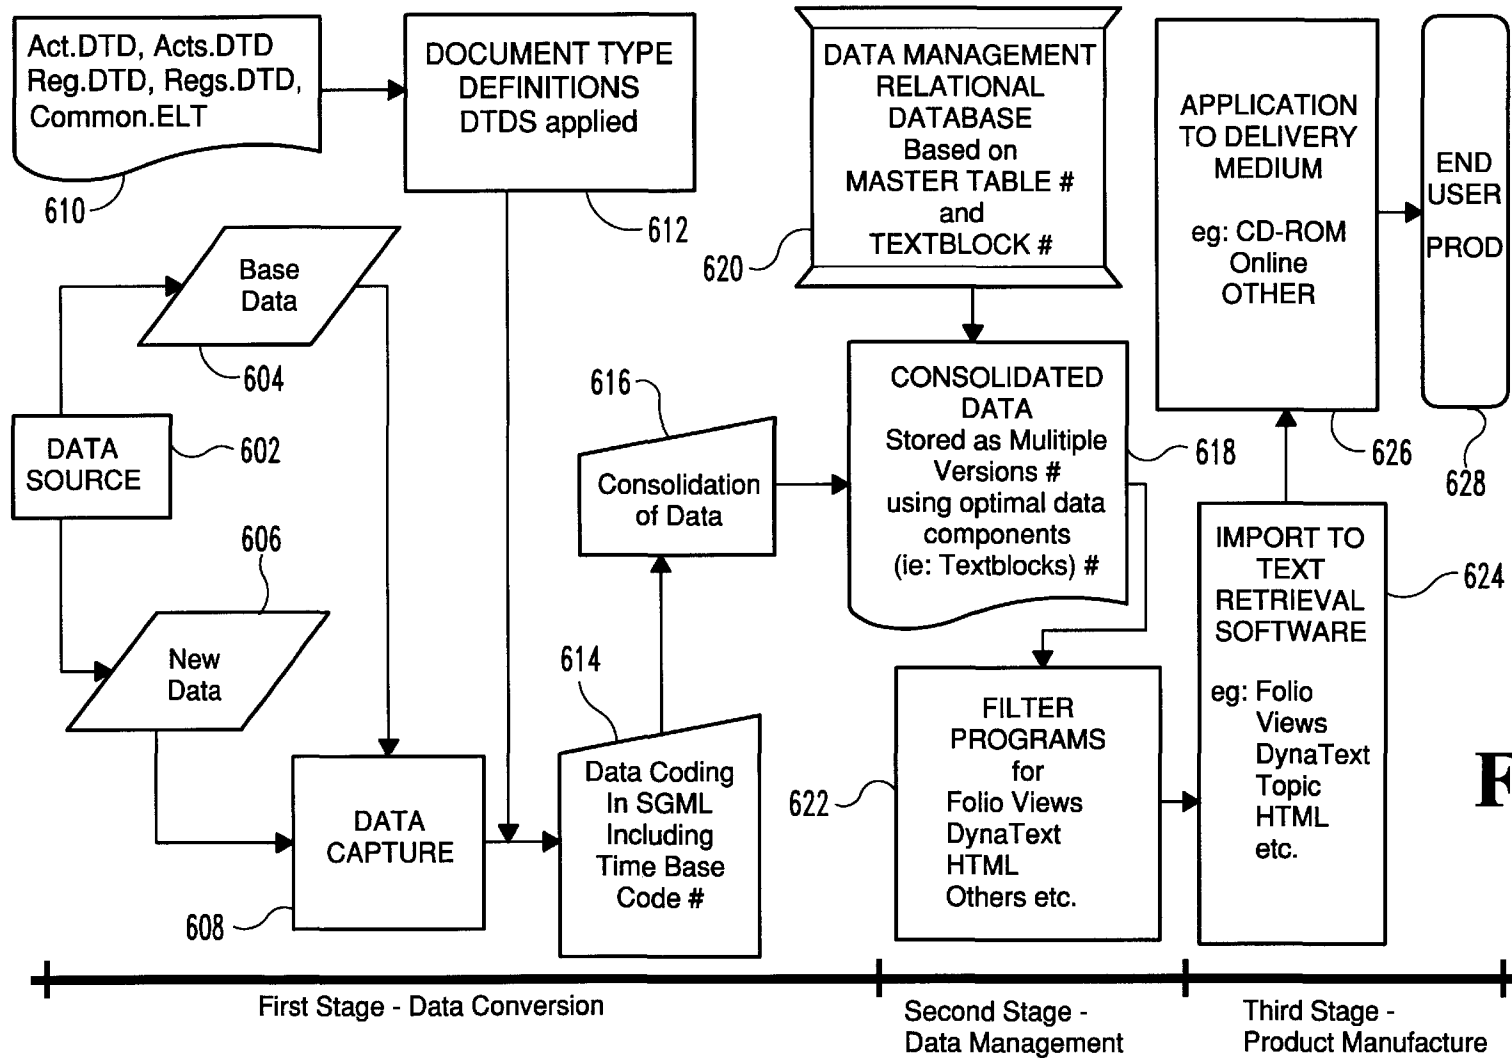 Act.DTD, Acts.DTD
Reg.DTD, Regs.DTD,
Common.ELT
610
DOCUMENT TYPE
DEFINITIONS
DTDS applied
612
Base
Data
604
DATA
SOURCE
602
606
New
Data
DATA
CAPTURE
608
614
Data Coding
In SGML
Including
Time Base
Code #
616
Consolidation
of Data
DATA MANAGEMENT
RELATIONAL
DATABASE
Based on
MASTER TABLE #
and
TEXTBLOCK #
620
CONSOLIDATED
DATA
Stored as Mulitiple
Versions #
using optimal data
components
(ie: Textblocks) #
618
FILTER
PROGRAMS
for
Folio Views
DynaText
HTML
Others etc.
622
IMPORT TO
TEXT
RETRIEVAL
SOFTWARE
eg: Folio
Views
DynaText
Topic
HTML
etc.
624
APPLICATION
TO DELIVERY
MEDIUM
eg: CD-ROM
Online
OTHER
626
END
USER
PROD
628
F
First Stage - Data Conversion
Second Stage -
Data Management
Third Stage -
Product Manufacture